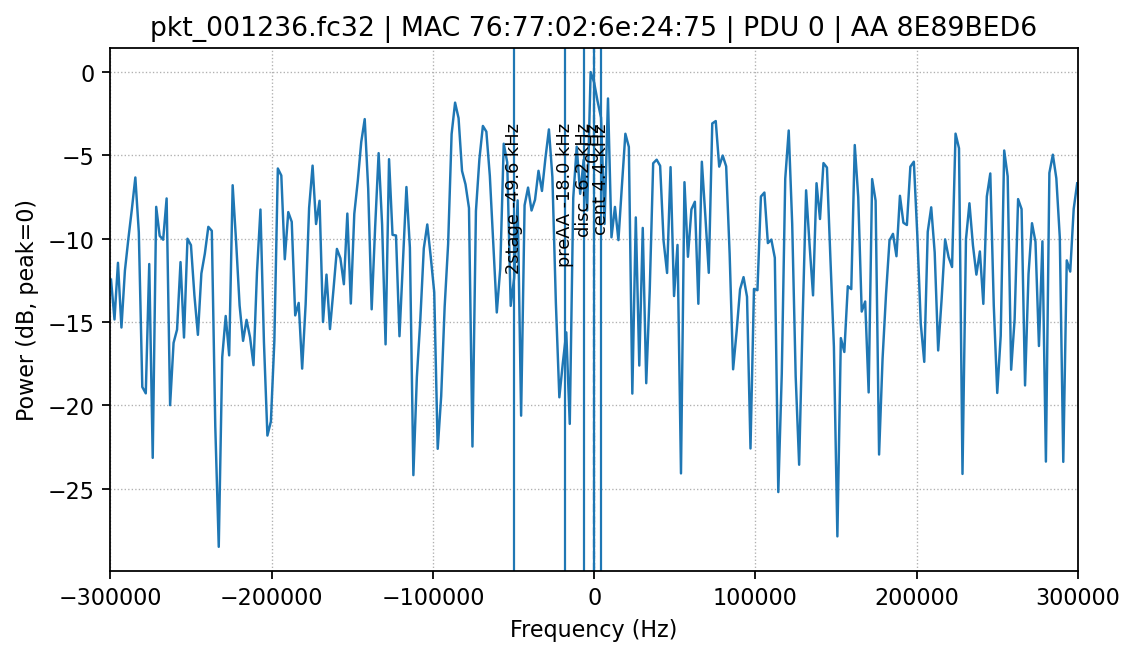 pkt_001236.fc32 | MAC 76:77:02:6e:24:75 | PDU 0 | AA 8E89BED6
Power (dB, peak=0)
0
−5
−10
−15
−20
−25
2stage -49.6 kHz
preAA -18.0 kHz
disc -6.2 kHz
cent 4.4 kHz
−300000
−200000
−100000
0
100000
200000
300000
Frequency (Hz)